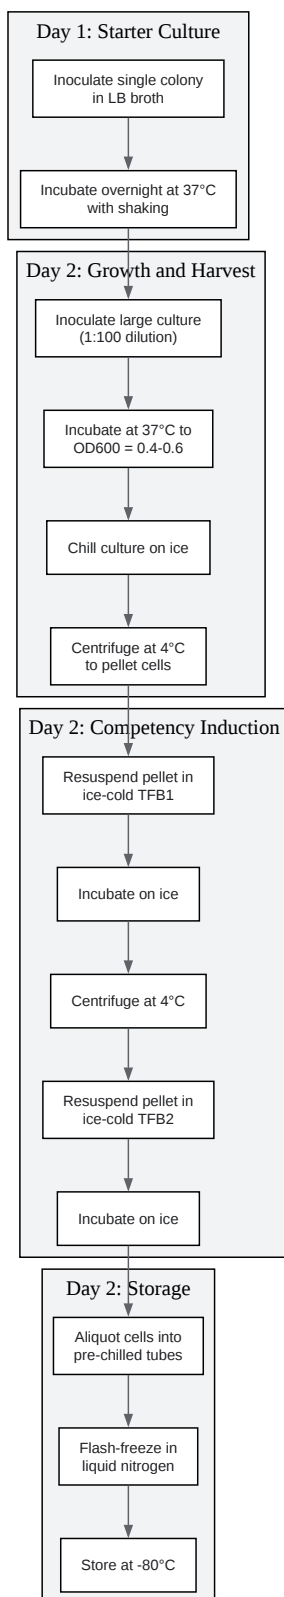 Day 1: Starter Culture
Inoculate single colony
in LB broth
Incubate overnight at 37°C
with shaking
Day 2: Growth and Harvest
Inoculate large culture
(1:100 dilution)
Incubate at 37°C to
OD600 = 0.4-0.6
Chill culture on ice
Centrifuge at 4°C
to pellet cells
Day 2: Competency Induction
Resuspend pellet in
ice-cold TFB1
Incubate on ice
Centrifuge at 4°C
Resuspend pellet in
ice-cold TFB2
Incubate on ice
Day 2: Storage
Aliquot cells into
pre-chilled tubes
Flash-freeze in
liquid nitrogen
Store at -80°C